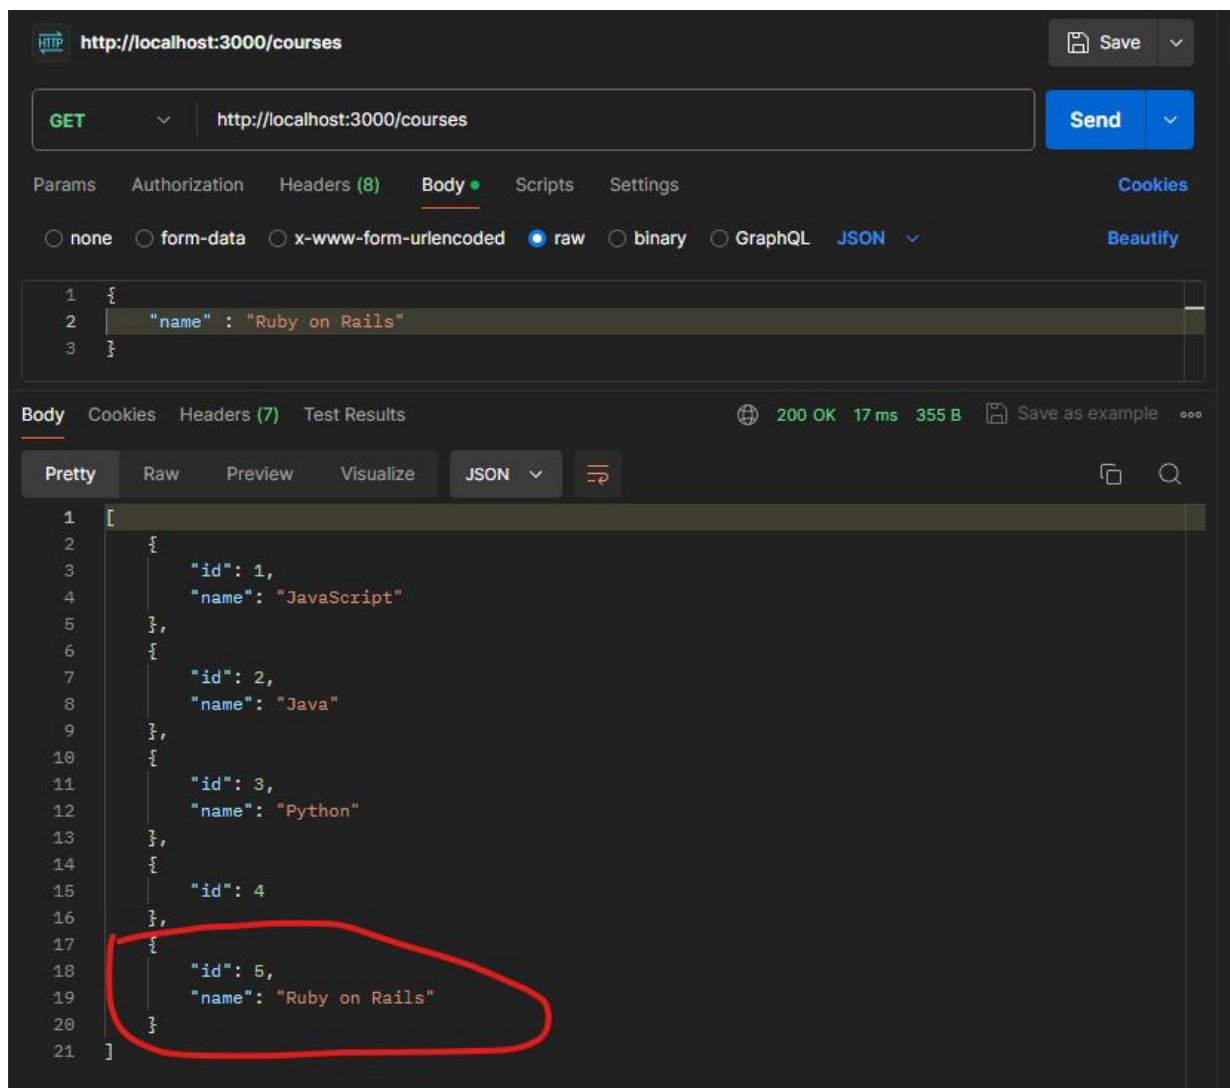 HTTP http://localhost:3000/courses Save
GET http://localhost:3000/courses Send
Params Authorization Headers (8) Body Scripts Settings Cookies
none form-data x-www-form-urlencoded raw binary GraphQL JSON Beautify
1 {
2 "name" : "Ruby on Rails"
3 }
Body Cookies Headers (7) Test Results 200 OK 17 ms 355 B Save as example
Pretty Raw Preview Visualize JSON
1 [
2 {
3 "id": 1,
4 "name": "JavaScript"
5 },
6 {
7 "id": 2,
8 "name": "Java"
9 },
10 {
11 "id": 3,
12 "name": "Python"
13 },
14 {
15 "id": 4
16 },
17 {
18 "id": 5,
19 "name": "Ruby on Rails"
20 }
21 ]